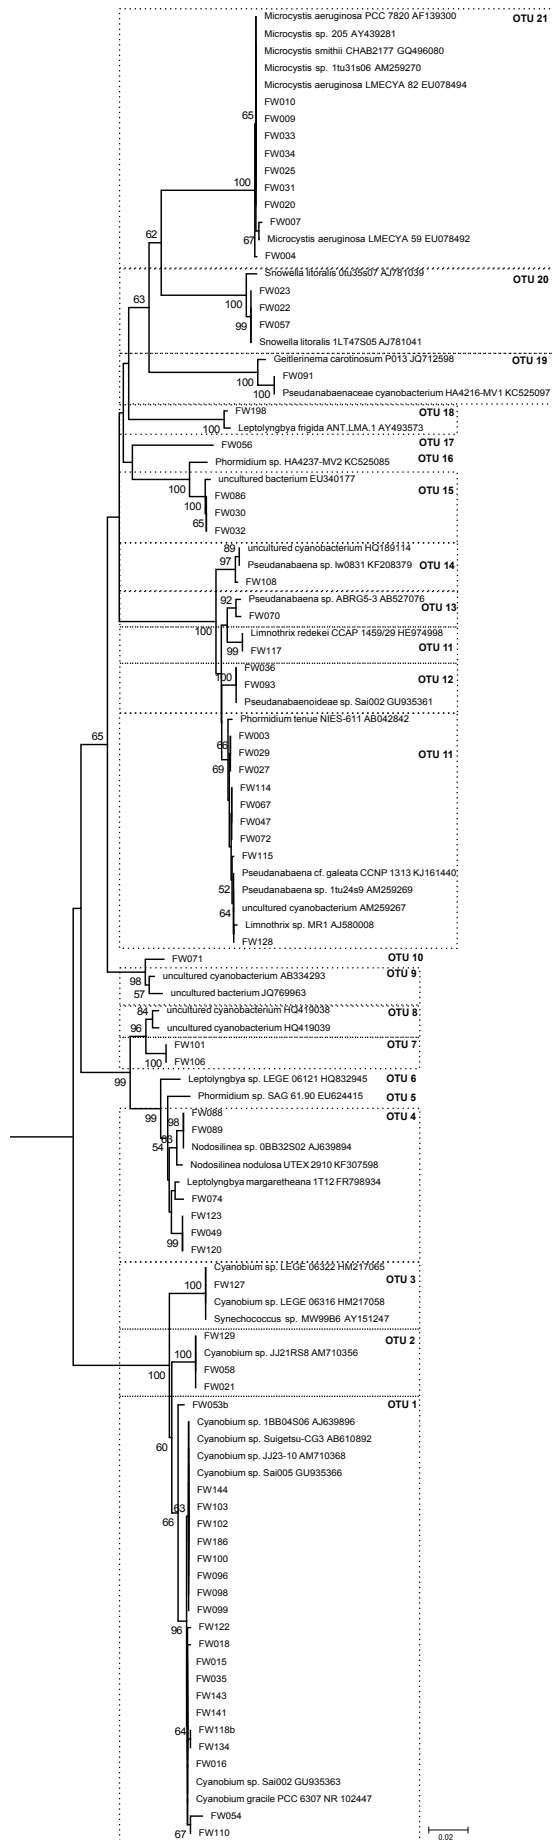 Microcystis aeruginosa PCC 7820 AF139300
OTU 21
Microcystis sp. 205 AY439281
Microcystis smithii CHAB2177 GQ496080
Microcystis sp. 1tu31s06 AM259270
Microcystis aeruginosa LMECYA 82 EU078494
FW010
65
FW009
FW033
FW034
FW025
100
FW031
FW020
FW007
62
67
Microcystis aeruginosa LMECYA 59 EU078492
FW004
Snowella litoralis 0tu35s07 AJ781039
OTU 20
FW023
63
100
FW022
99
FW057
Snowella litoralis 1LT47S05 AJ781041
Geitlerinema carotinosum P013 JQ712598
OTU 19
100
FW091
100
Pseudanabaenaceae cyanobacterium HA4216-MV1 KC525097
FW198
OTU 18
100
Leptolyngbya frigida ANT.LMA.1 AY493573
FW056
OTU 17
Phormidium sp. HA4237-MV2 KC525085
OTU 16
100
uncultured bacterium EU340177
OTU 15
100
FW086
FW030
65
FW032
89
uncultured cyanobacterium HQ189114
97
Pseudanabaena sp. lw0831 KF208379
OTU 14
FW108
92
Pseudanabaena sp. ABRG5-3 AB527076
OTU 13
FW070
100
Limnothrix redekei CCAP 1459/29 HE974998
OTU 11
99
FW117
FW036
OTU 12
100
FW093
Pseudanabaenoideae sp. Sai002 GU935361
Phormidium tenue NIES-611 AB042842
FW003
65
66
FW029
OTU 11
69
FW027
FW114
FW067
FW047
FW072
FW115
Pseudanabaena cf. galeata CCNP 1313 KJ161440
52
Pseudanabaena sp. 1tu24s9 AM259269
64
uncultured cyanobacterium AM259267
Limnothrix sp. MR1 AJ580008
FW128
FW071
OTU 10
98
uncultured cyanobacterium AB334293
OTU 9
57
uncultured bacterium JQ769963
84
uncultured cyanobacterium HQ419038
OTU 8
96
uncultured cyanobacterium HQ419039
FW101
OTU 7
100
FW106
99
Leptolyngbya sp. LEGE 06121 HQ832945
OTU 6
Phormidium sp. SAG 61.90 EU624415
OTU 5
99
FW088
OTU 4
98
FW089
63
54
Nodosilinea sp. 0BB32S02 AJ639894
Nodosilinea nodulosa UTEX 2910 KF307598
Leptolyngbya margaretheana 1T12 FR798934
FW074
FW123
FW049
99
FW120
Cyanobium sp. LEGE 06322 HM217065
OTU 3
100
FW127
Cyanobium sp. LEGE 06316 HM217058
Synechococcus sp. MW99B6 AY151247
FW129
OTU 2
100
Cyanobium sp. JJ21RS8 AM710356
100
FW058
FW021
FW053b
OTU 1
Cyanobium sp. 1BB04S06 AJ639896
60
Cyanobium sp. Suigetsu-CG3 AB610892
Cyanobium sp. JJ23-10 AM710368
Cyanobium sp. Sai005 GU935366
FW144
63
FW103
66
FW102
FW186
FW100
FW096
FW098
FW099
96
FW122
FW018
FW015
FW035
FW143
FW141
64
FW118b
FW134
FW016
Cyanobium sp. Sai002 GU935363
Cyanobium gracile PCC 6307 NR 102447
FW054
67
FW110
0.02